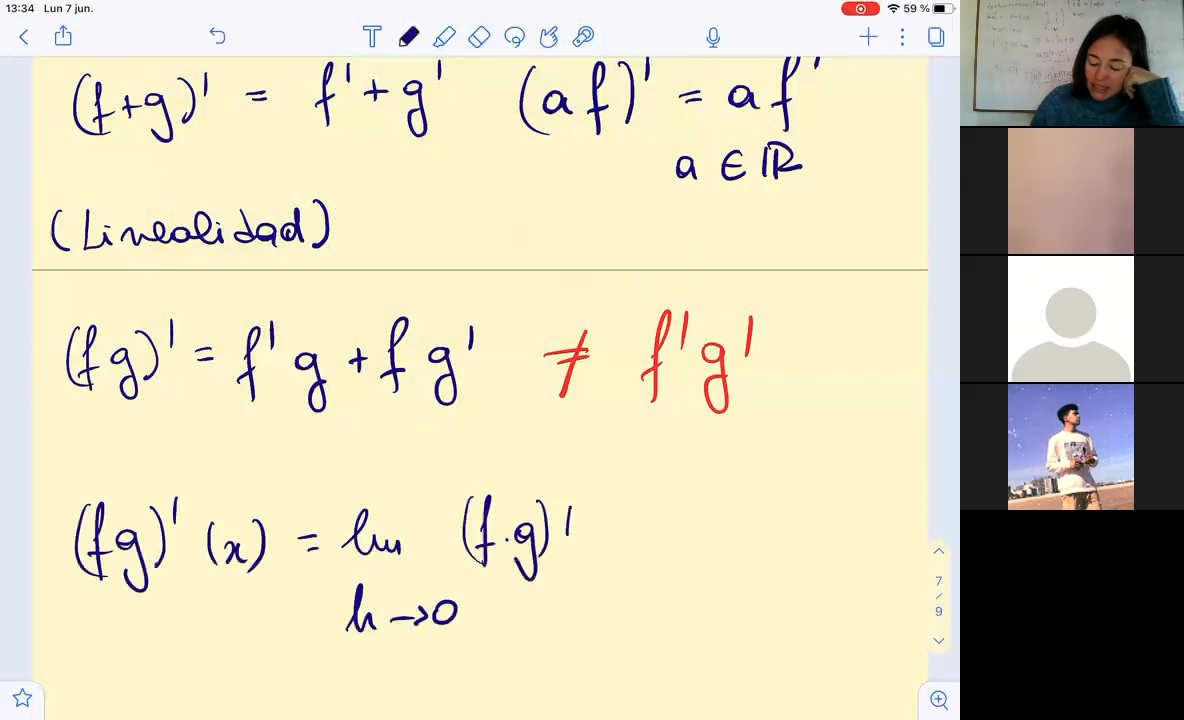 13:34 Lun 7 jun. 59 %
(f+g)' = f' + g' (af)' = af'
a ∈ ℝ
(Linealidad)
(fg)' = f'g + fg' ≠ f'g'
(fg)'(x) = lim (f·g)'
h→0
7
/
9